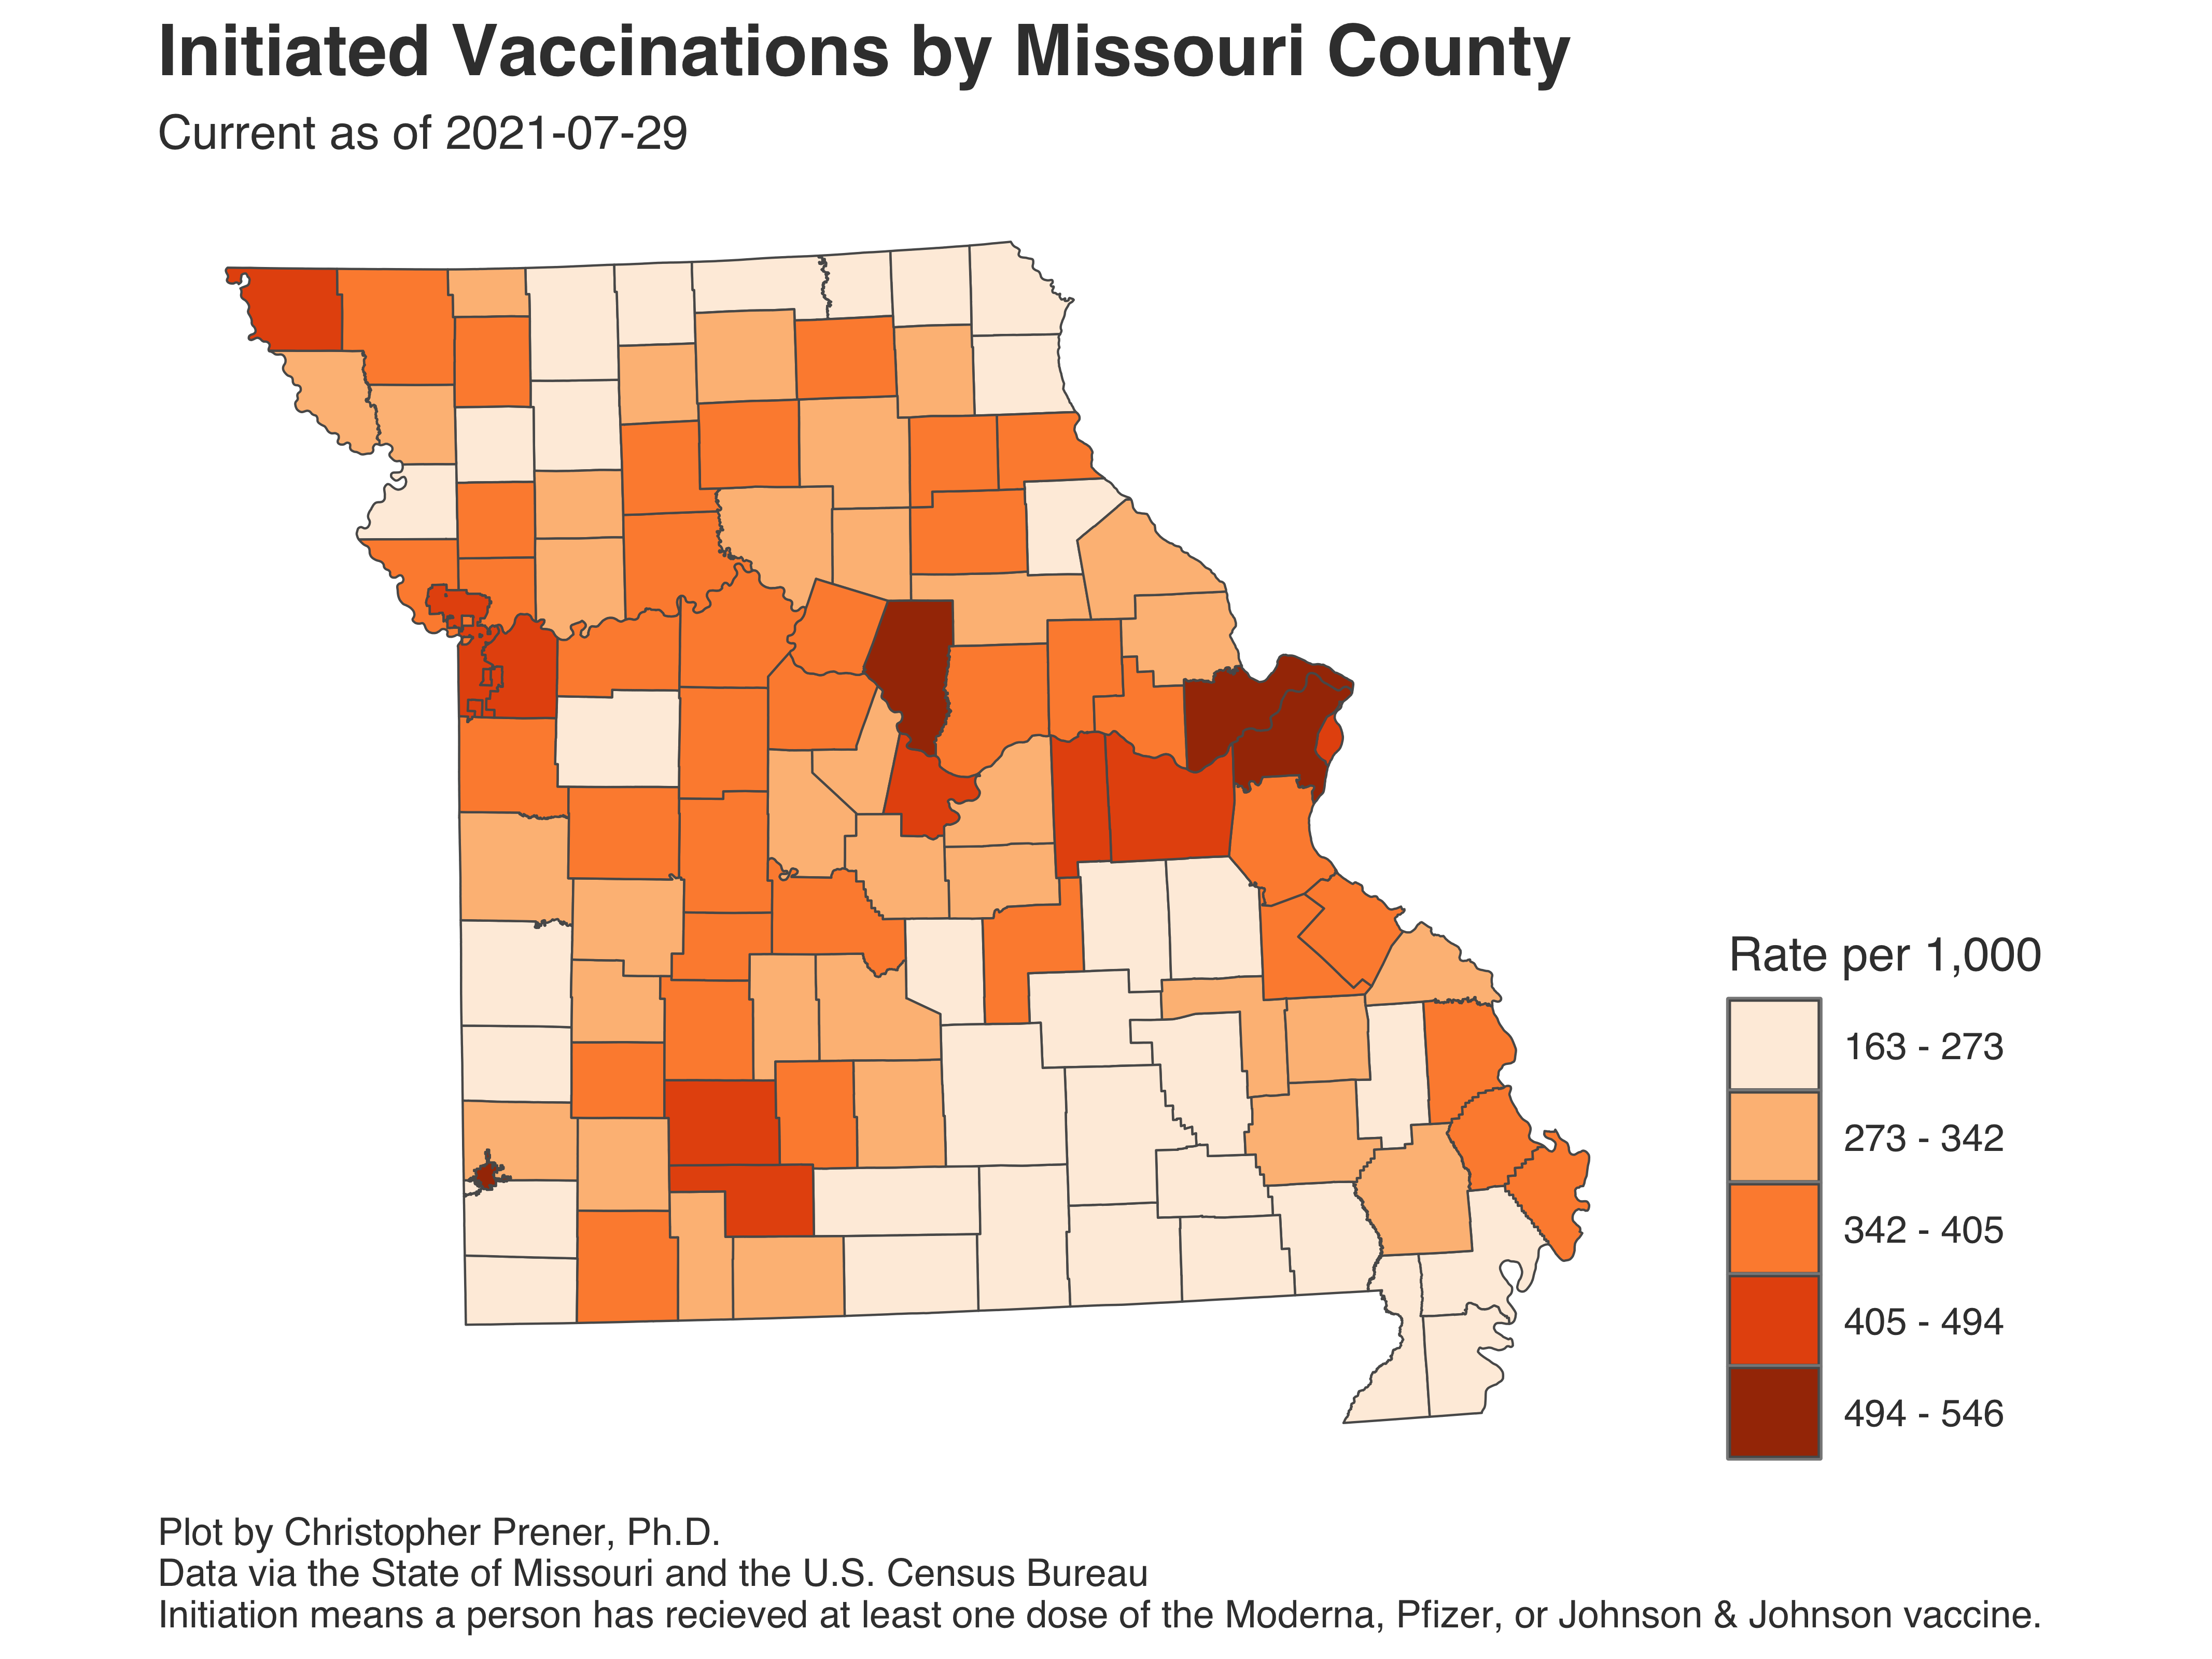 Initiated Vaccinations by Missouri County
Current as of 2021-07-29
Rate per 1,000
163 - 273
273 - 342
342 - 405
405 - 494
494 - 546
Plot by Christopher Prener, Ph.D.
Data via the State of Missouri and the U.S. Census Bureau
Initiation means a person has recieved at least one dose of the Moderna, Pfizer, or Johnson & Johnson vaccine.